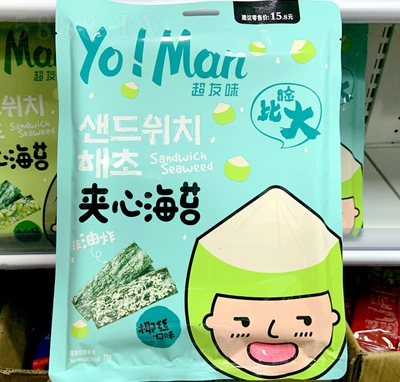 建议零售价:15.8元
Yo!Man
超友味
比脸大
샌드위치
해초
Sandwich
Seaweed
夹心海苔
非油炸
椰丝
口味